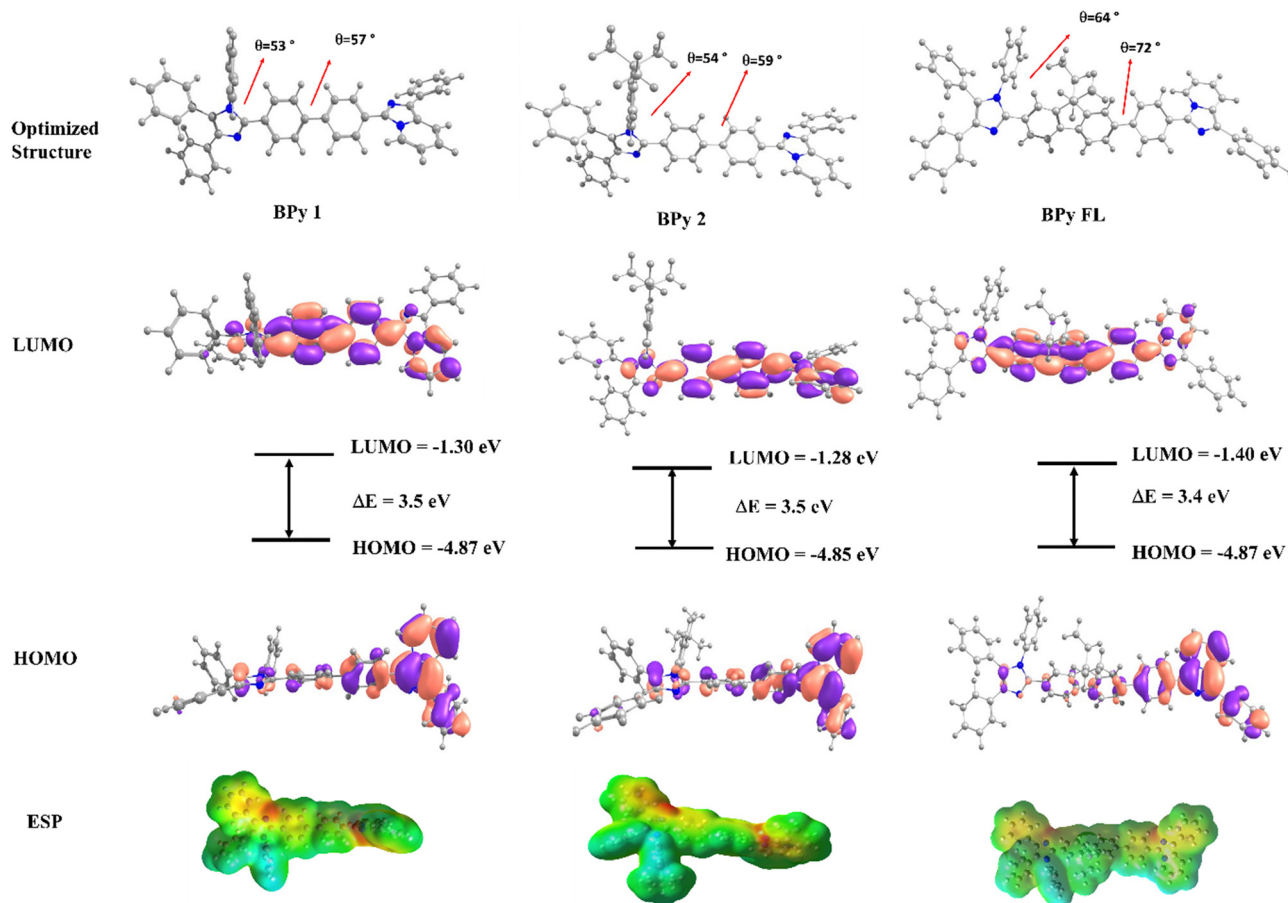 θ=53 °
θ=57 °
θ=54 °
θ=59 °
θ=64 °
θ=72 °
Optimized
Structure
BPy 1
BPy 2
BPy FL
LUMO
LUMO = -1.30 eV
ΔE = 3.5 eV
HOMO = -4.87 eV
LUMO = -1.28 cV
ΔE = 3.5 cV
HOMO = -4.85 eV
LUMO = -1.40 eV
ΔE = 3.4 eV
HOMO = -4.87 eV
HOMO
ESP